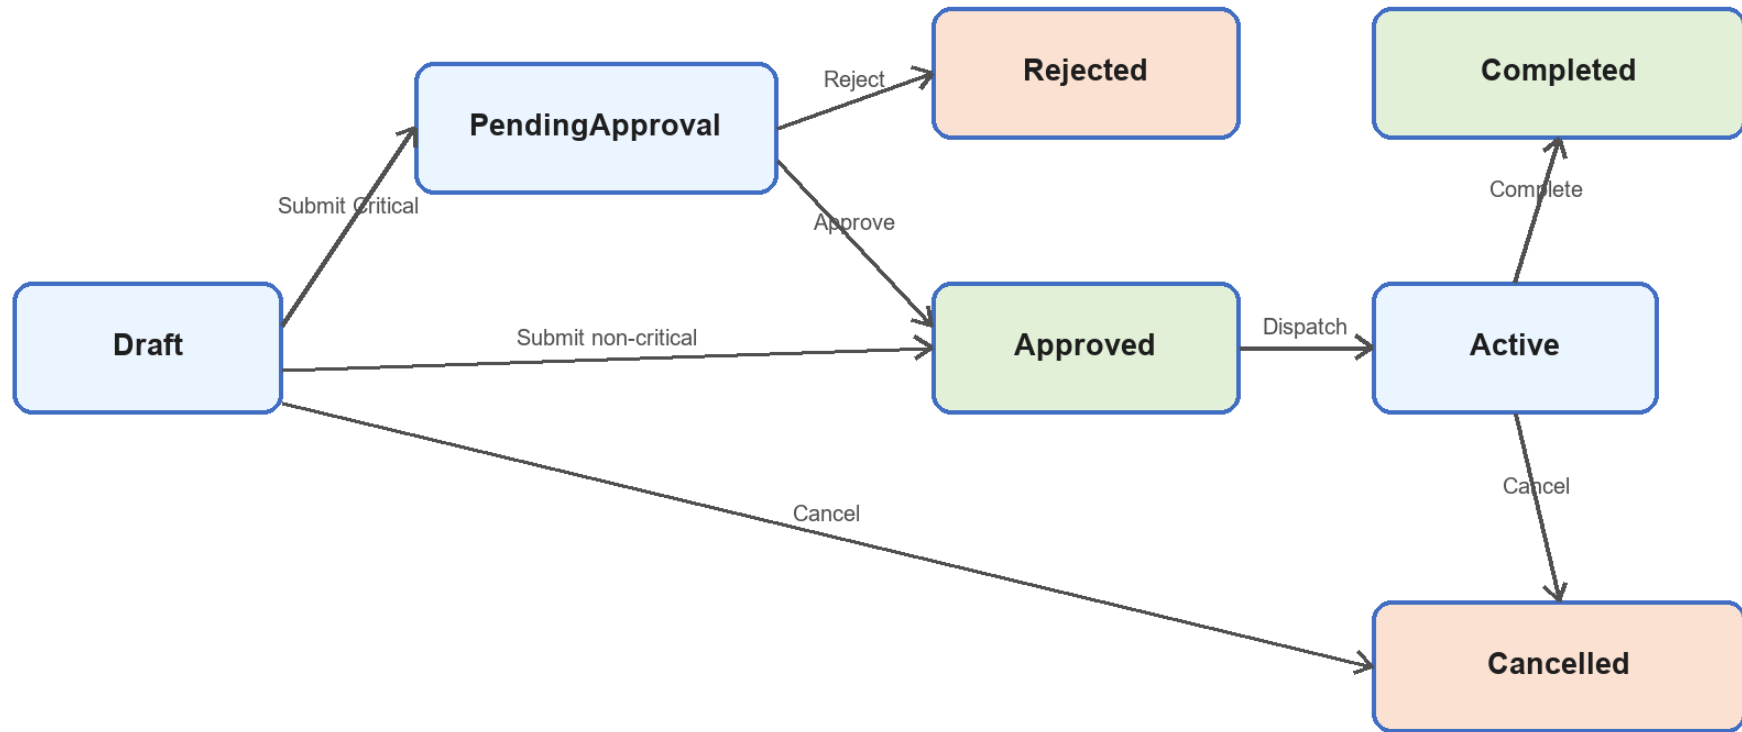 Rejected
Completed
PendingApproval
Reject
Submit Critical
Approve
Complete
Draft
Submit non-critical
Approved
Dispatch
Active
Cancel
Cancel
Cancelled